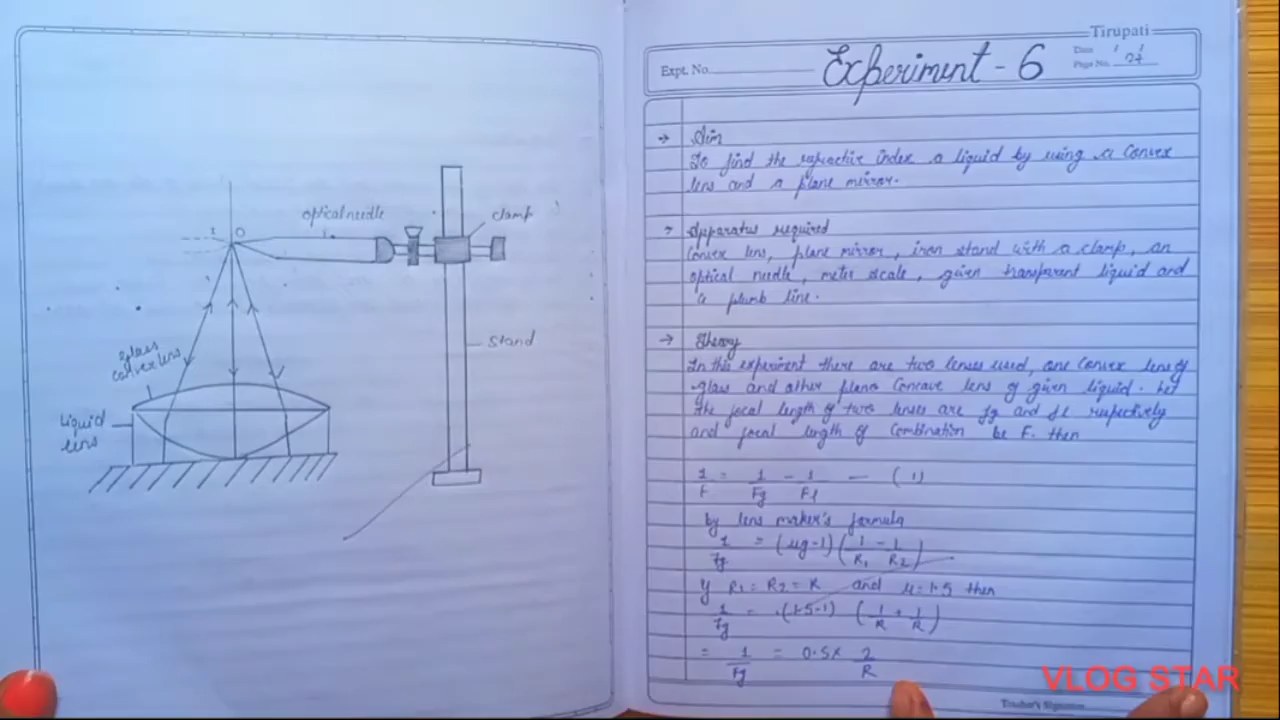 optical needle
clamp
I O
Stand
glass
convex lens
Liquid
lens
Tirupati
Expt. No.
Experiment - 6
Date
Page No. 27
→ Aim
To find the refractive index a liquid by using a Convex
lens and a plane mirror.
→ Apparatus required
Convex lens, plane mirror, iron stand with a clamp, an
optical needle, meter scale, given transparent liquid and
a plumb line.
→ Theory
In this experiment there are two lenses used, one Convex lens of
glass and other plano Concave lens of given liquid. Let
the focal length of two lenses are fg and fl respectively
and focal length of Combination be F. then
1/F = 1/Fg - 1/Fl — (1)
by lens maker's formula
1/Fg = (μg-1) (1/R1 - 1/R2)
if R1 = R2 = R and μ = 1.5 then
1/Fg = (1.5-1) (1/R + 1/R)
= 1/Fg = 0.5 x 2/R
Teacher's Signature
VLOG STAR